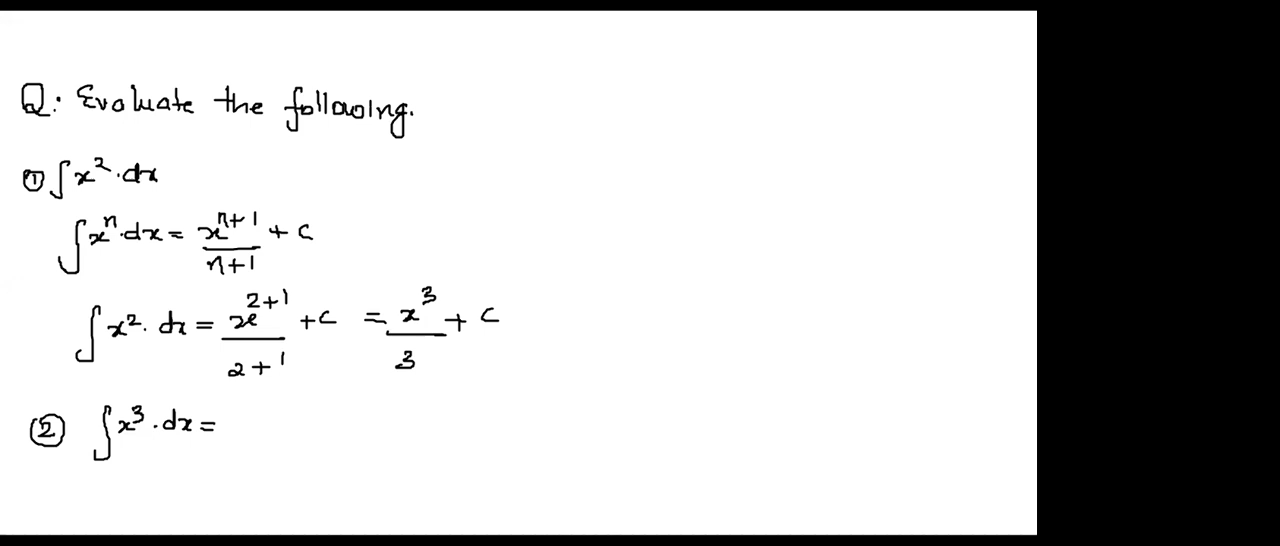 Q. Evaluate the following.
① ∫x².dx
∫xⁿ.dx = xⁿ⁺¹/n+1 + c
∫x². dx = x²⁺¹/2+1 + c = x³/3 + c
② ∫x³.dx =